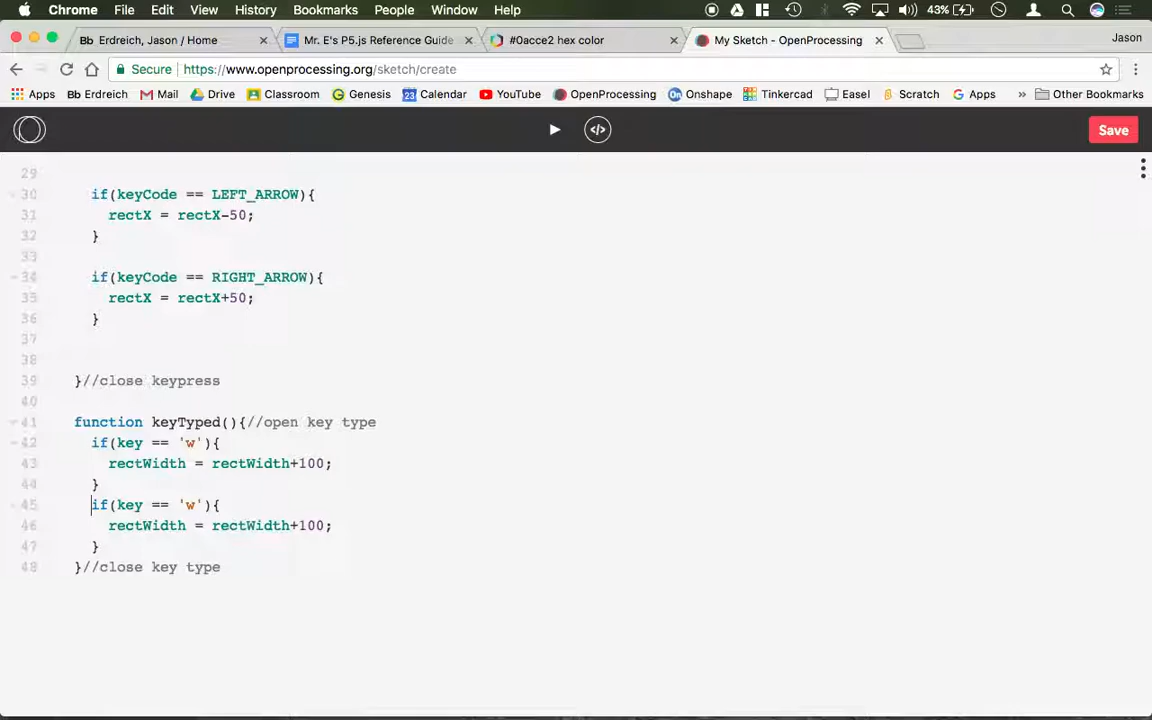 Chrome File Edit View History Bookmarks People Window Help 43%
Bb Erdreich, Jason / Home Mr. E's P5.js Reference Guide #0acce2 hex color My Sketch - OpenProcessing Jason
Secure https://www.openprocessing.org/sketch/create
Apps Bb Erdreich Mail Drive Classroom Genesis 23 Calendar YouTube OpenProcessing On Onshape Tinkercad Easel Scratch G Apps » Other Bookmarks
</> Save
29
30 if(keyCode == LEFT_ARROW){
31 rectX = rectX-50;
32 }
33
34 if(keyCode == RIGHT_ARROW){
35 rectX = rectX+50;
36 }
37
38
39 }//close keypress
40
41 function keyTyped(){//open key type
42 if(key == 'w'){
43 rectWidth = rectWidth+100;
44 }
45 if(key == 'w'){
46 rectWidth = rectWidth+100;
47 }
48 }//close key type